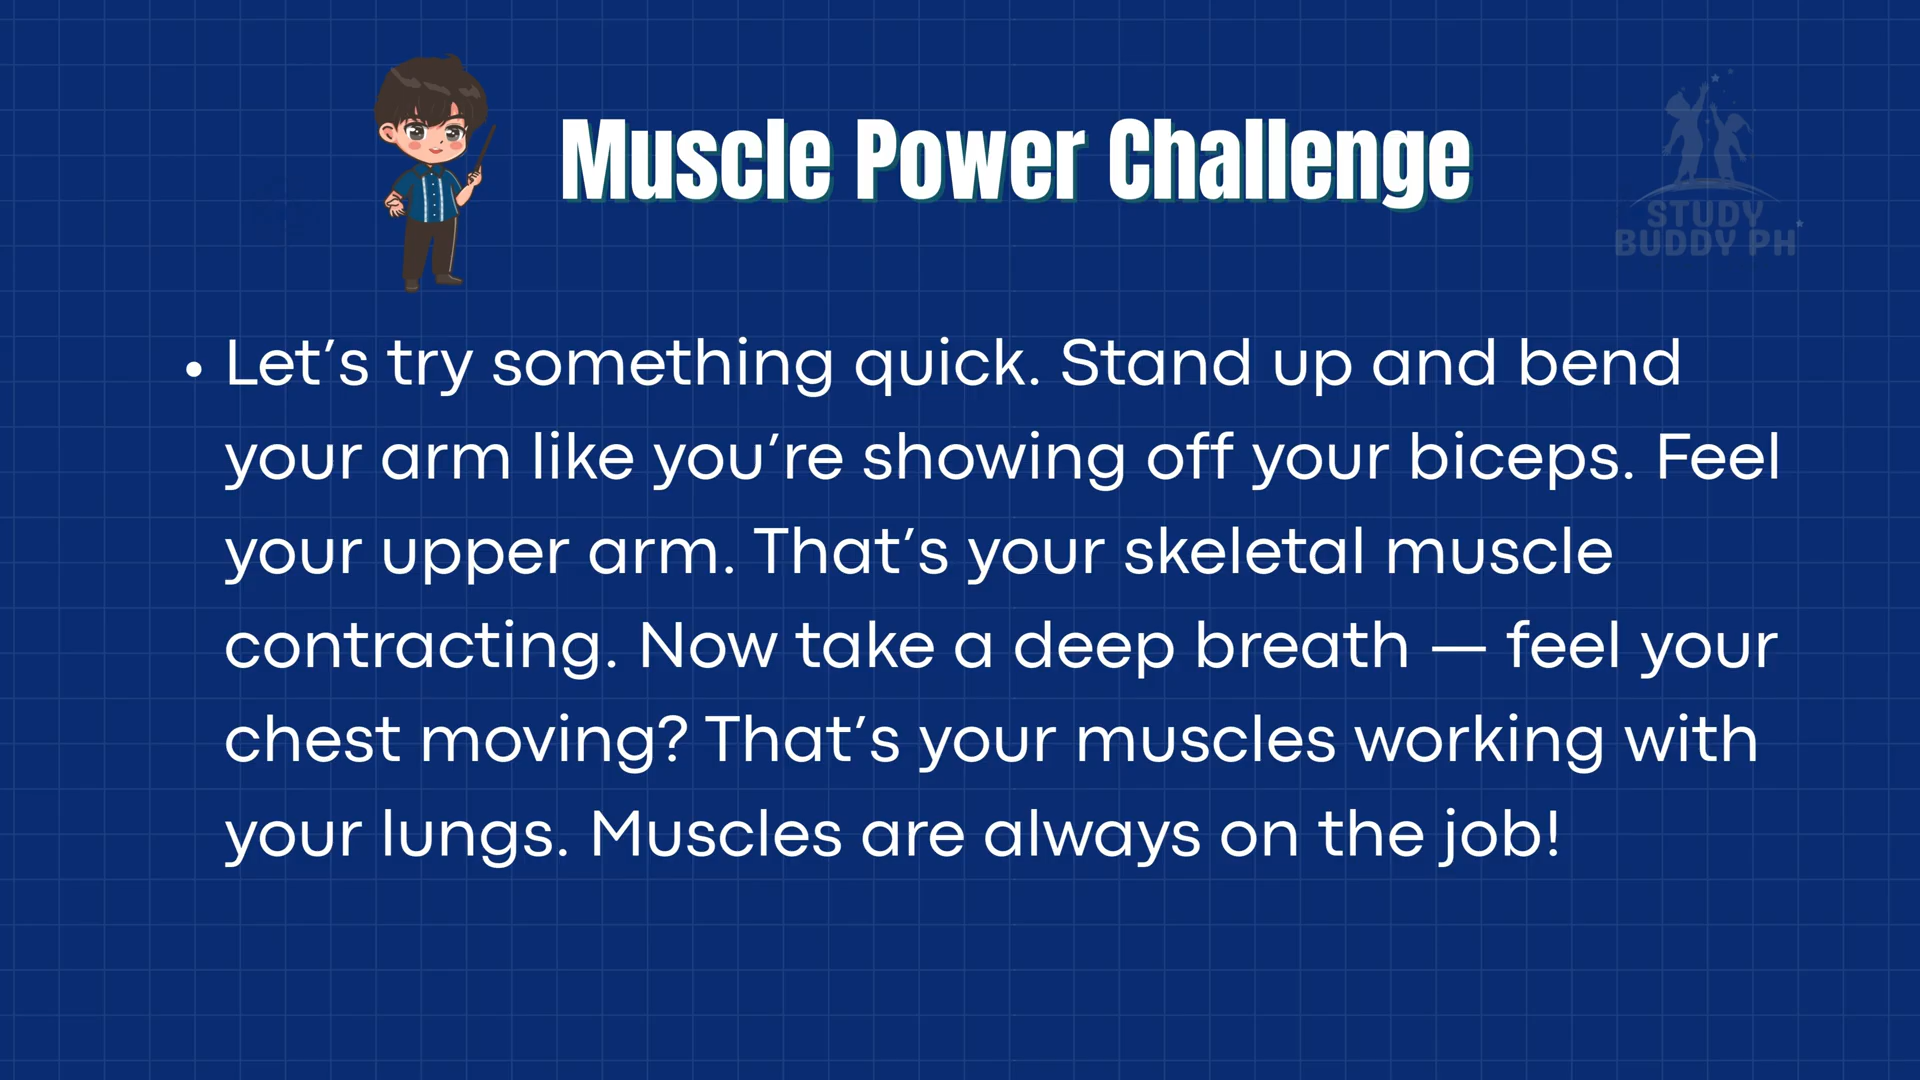 Muscle Power Challenge
STUDY
BUDDY PH
• Let’s try something quick. Stand up and bend
your arm like you’re showing off your biceps. Feel
your upper arm. That’s your skeletal muscle
contracting. Now take a deep breath — feel your
chest moving? That’s your muscles working with
your lungs. Muscles are always on the job!